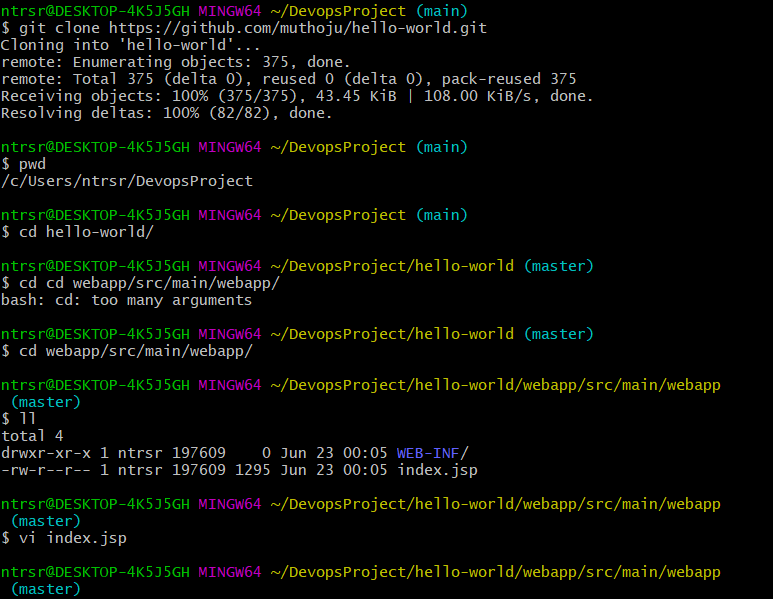 ntrsr@DESKTOP-4K5J5GH MINGW64 ~/DevopsProject (main)
$ git clone https://github.com/muthoju/hello-world.git
Cloning into 'hello-world'...
remote: Enumerating objects: 375, done.
remote: Total 375 (delta 0), reused 0 (delta 0), pack-reused 375
Receiving objects: 100% (375/375), 43.45 KiB | 108.00 KiB/s, done.
Resolving deltas: 100% (82/82), done.
ntrsr@DESKTOP-4K5J5GH MINGW64 ~/DevopsProject (main)
$ pwd
/c/Users/ntrsr/DevopsProject
ntrsr@DESKTOP-4K5J5GH MINGW64 ~/DevopsProject (main)
$ cd hello-world/
ntrsr@DESKTOP-4K5J5GH MINGW64 ~/DevopsProject/hello-world (master)
$ cd cd webapp/src/main/webapp/
bash: cd: too many arguments
ntrsr@DESKTOP-4K5J5GH MINGW64 ~/DevopsProject/hello-world (master)
$ cd webapp/src/main/webapp/
ntrsr@DESKTOP-4K5J5GH MINGW64 ~/DevopsProject/hello-world/webapp/src/main/webapp
(master)
$ ll
total 4
drwxr-xr-x 1 ntrsr 197609    0 Jun 23 00:05 WEB-INF/
-rw-r--r-- 1 ntrsr 197609 1295 Jun 23 00:05 index.jsp
ntrsr@DESKTOP-4K5J5GH MINGW64 ~/DevopsProject/hello-world/webapp/src/main/webapp
(master)
$ vi index.jsp
ntrsr@DESKTOP-4K5J5GH MINGW64 ~/DevopsProject/hello-world/webapp/src/main/webapp
(master)